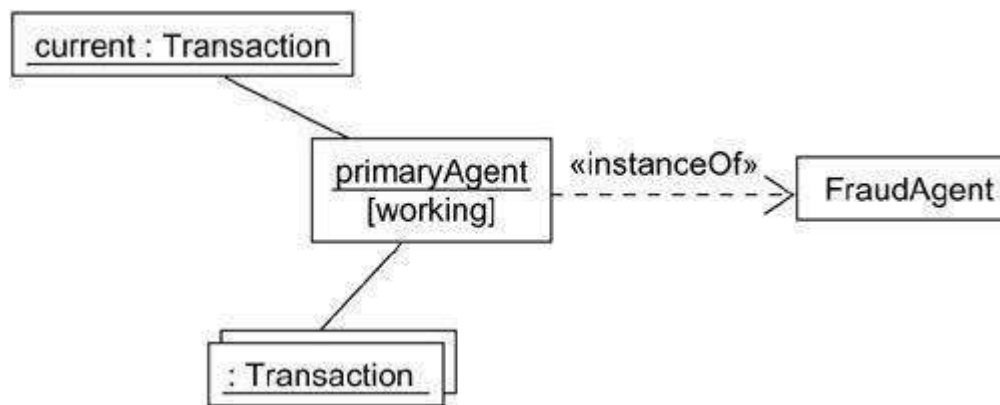 current : Transaction
primaryAgent
[working]
«instanceOf»
FraudAgent
: Transaction